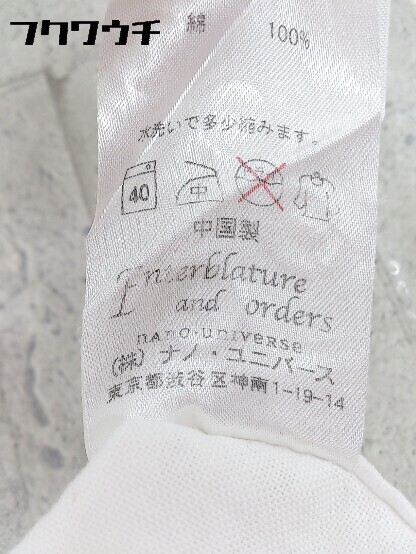 フクワウチ
綿 100%
水洗いで多少縮みます。
40 中
中国製
Interblature
and orders
nano·universe
(株) ナノ・ユニバース
東京都渋谷区神南1-19-14